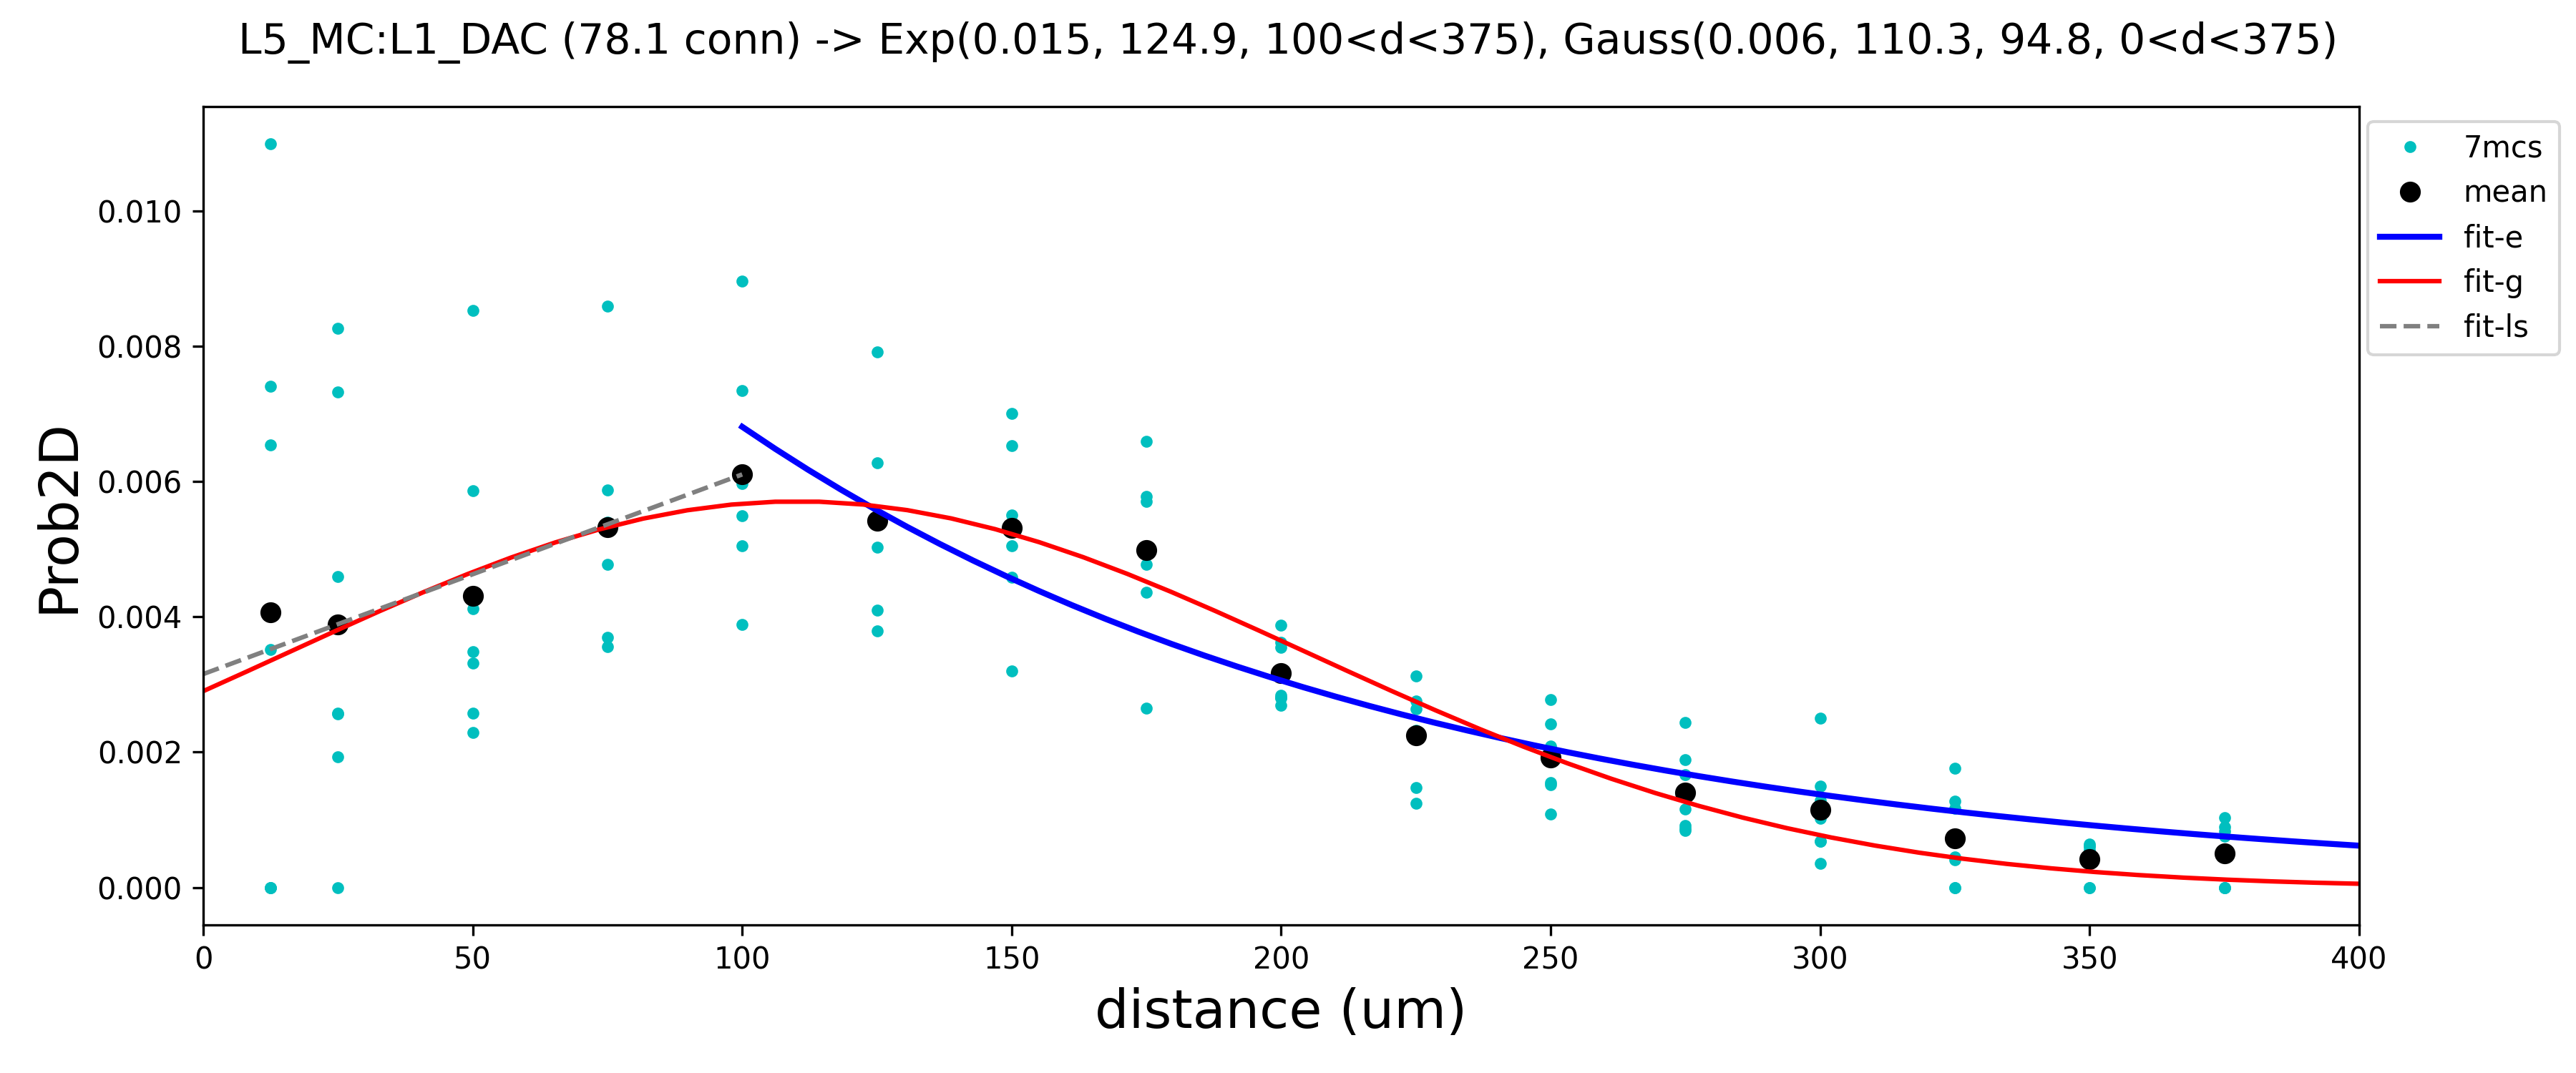 L5_MC:L1_DAC (78.1 conn) -> Exp(0.015, 124.9, 100<d<375), Gauss(0.006, 110.3, 94.8, 0<d<375)
Prob2D
0.010
0.008
0.006
0.004
0.002
0.000
0 50 100 150 200 250 300 350 400
distance (um)
7mcs
mean
fit-e
fit-g
fit-ls